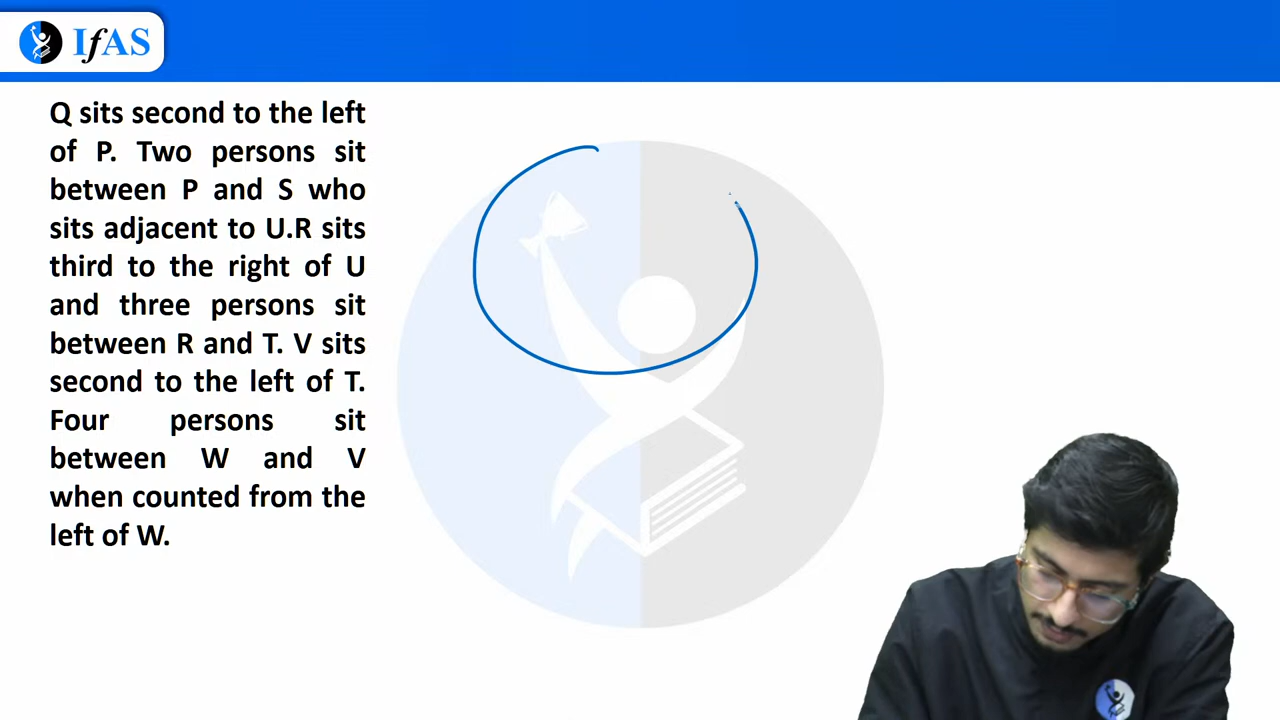 IfAS
Q sits second to the left
of P. Two persons sit
between P and S who
sits adjacent to U.R sits
third to the right of U
and three persons sit
between R and T. V sits
second to the left of T.
Four persons sit
between W and V
when counted from the
left of W.